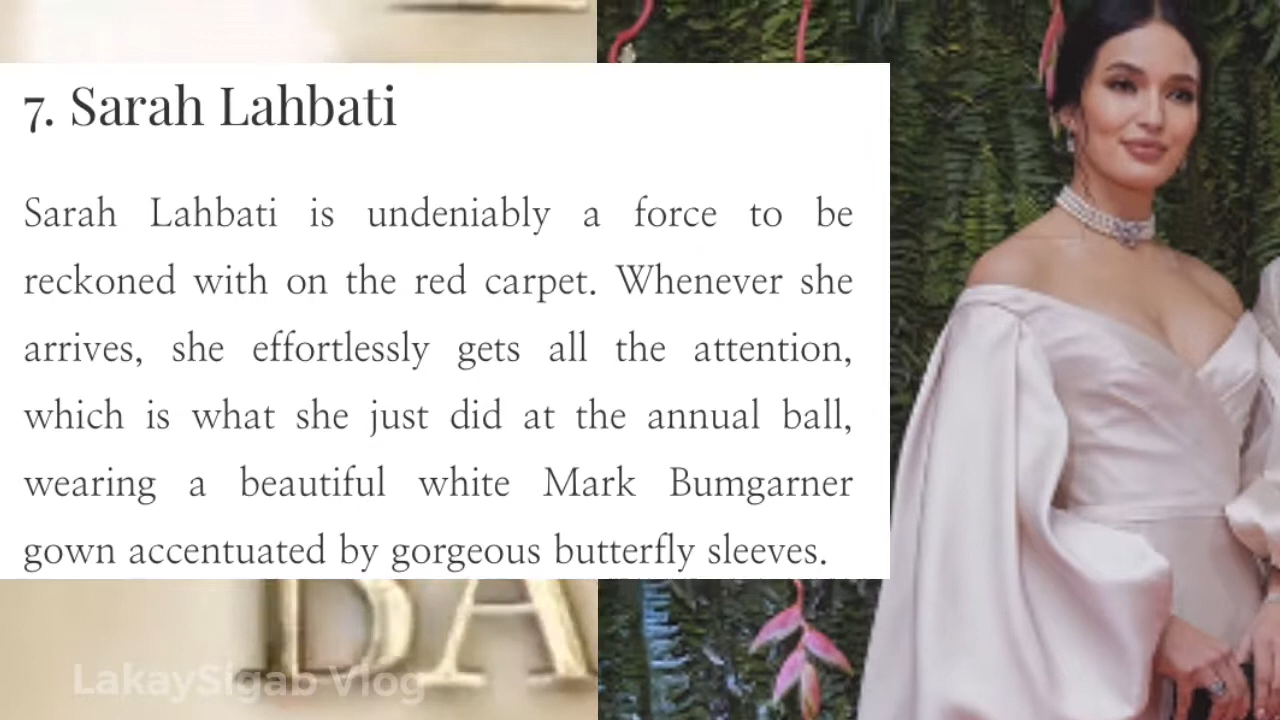 7. Sarah Lahbati
Sarah Lahbati is undeniably a force to be
reckoned with on the red carpet. Whenever she
arrives, she effortlessly gets all the attention,
which is what she just did at the annual ball,
wearing a beautiful white Mark Bumgarner
gown accentuated by gorgeous butterfly sleeves.
BA
LakaySigab Vlog